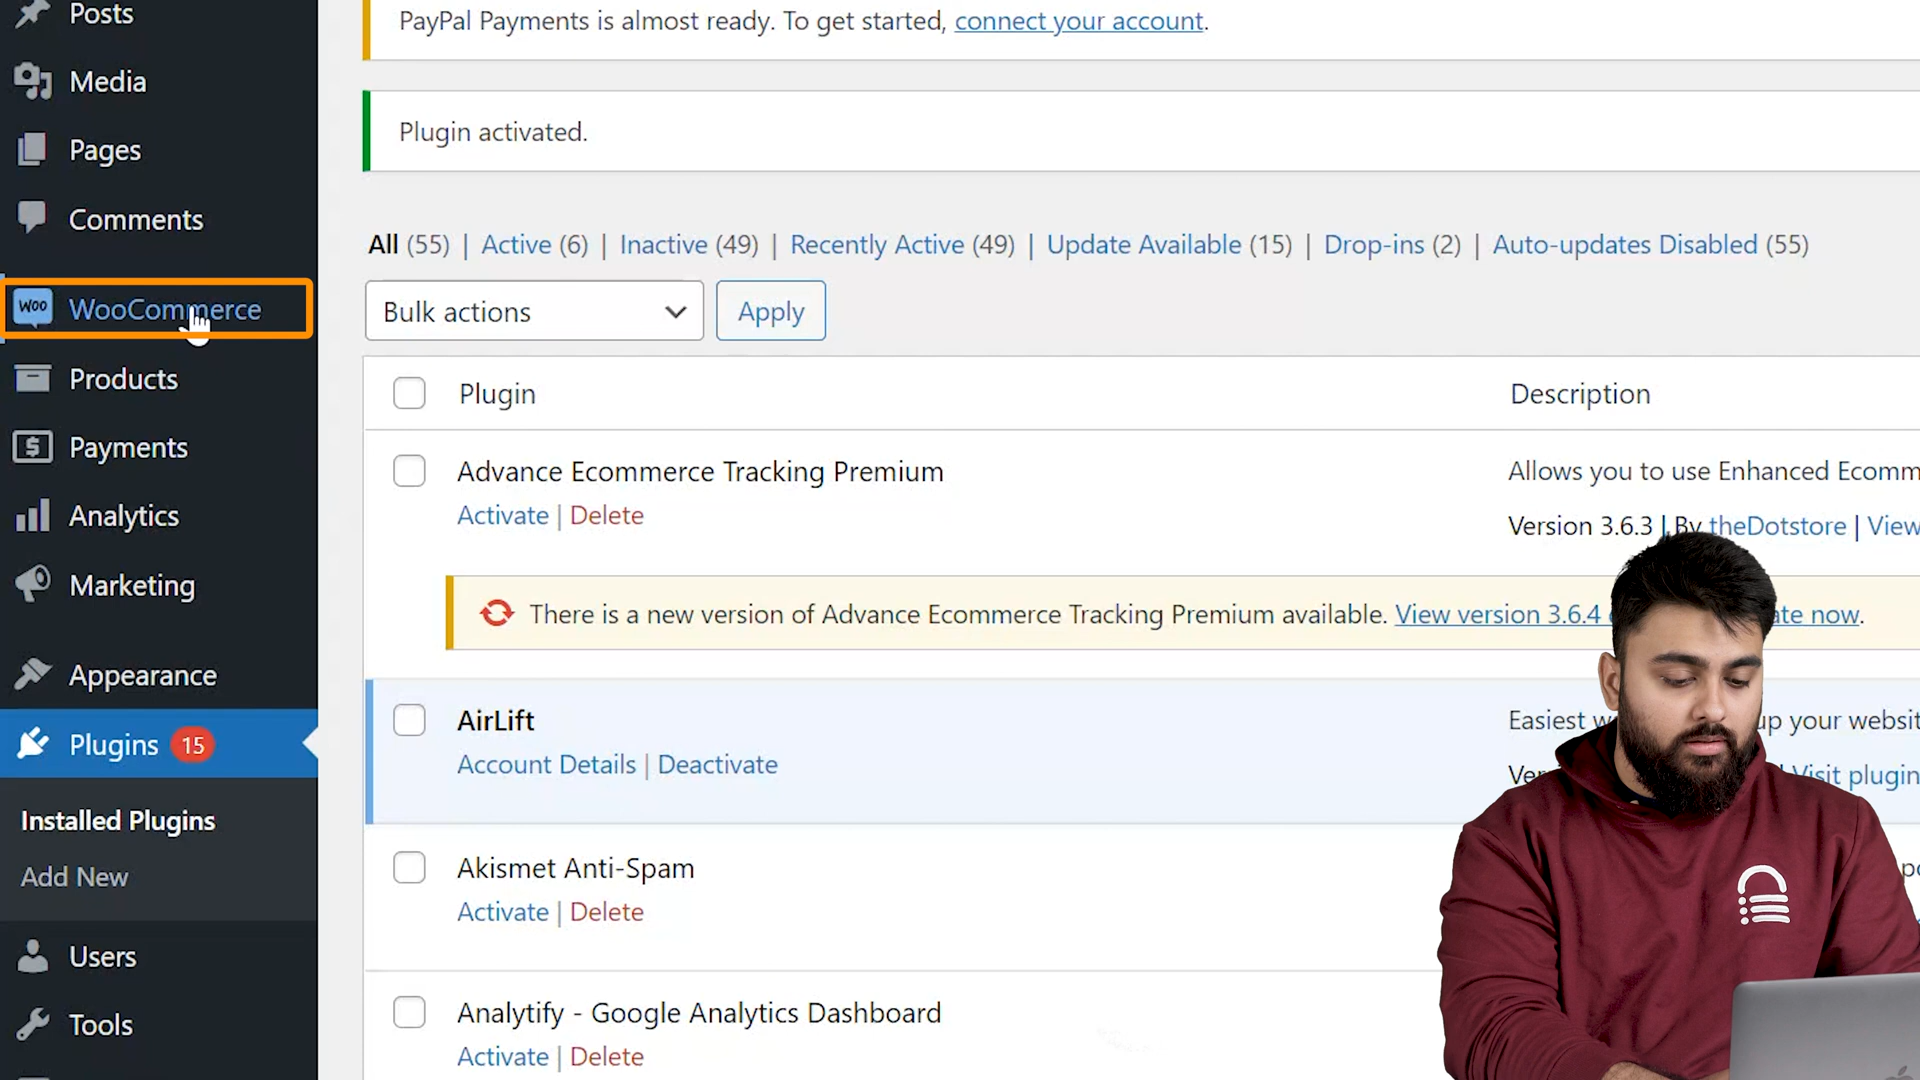 Posts
Media
Pages
Comments
WOO WooCommerce
Products
Payments
Analytics
Marketing
Appearance
Plugins 15
Installed Plugins
Add New
Users
Tools
PayPal Payments is almost ready. To get started, connect your account.
Plugin activated.
All (55) | Active (6) | Inactive (49) | Recently Active (49) | Update Available (15) | Drop-ins (2) | Auto-updates Disabled (55)
Bulk actions Apply
Plugin Description
Advance Ecommerce Tracking Premium
Activate | Delete
Allows you to use Enhanced Ecomm
Version 3.6.3 | By theDotstore | View
There is a new version of Advance Ecommerce Tracking Premium available. View version 3.6.4 now.
AirLift
Account Details | Deactivate
Easiest up your websit
Visit plugin
Akismet Anti-Spam
Activate | Delete
Analytify - Google Analytics Dashboard
Activate | Delete